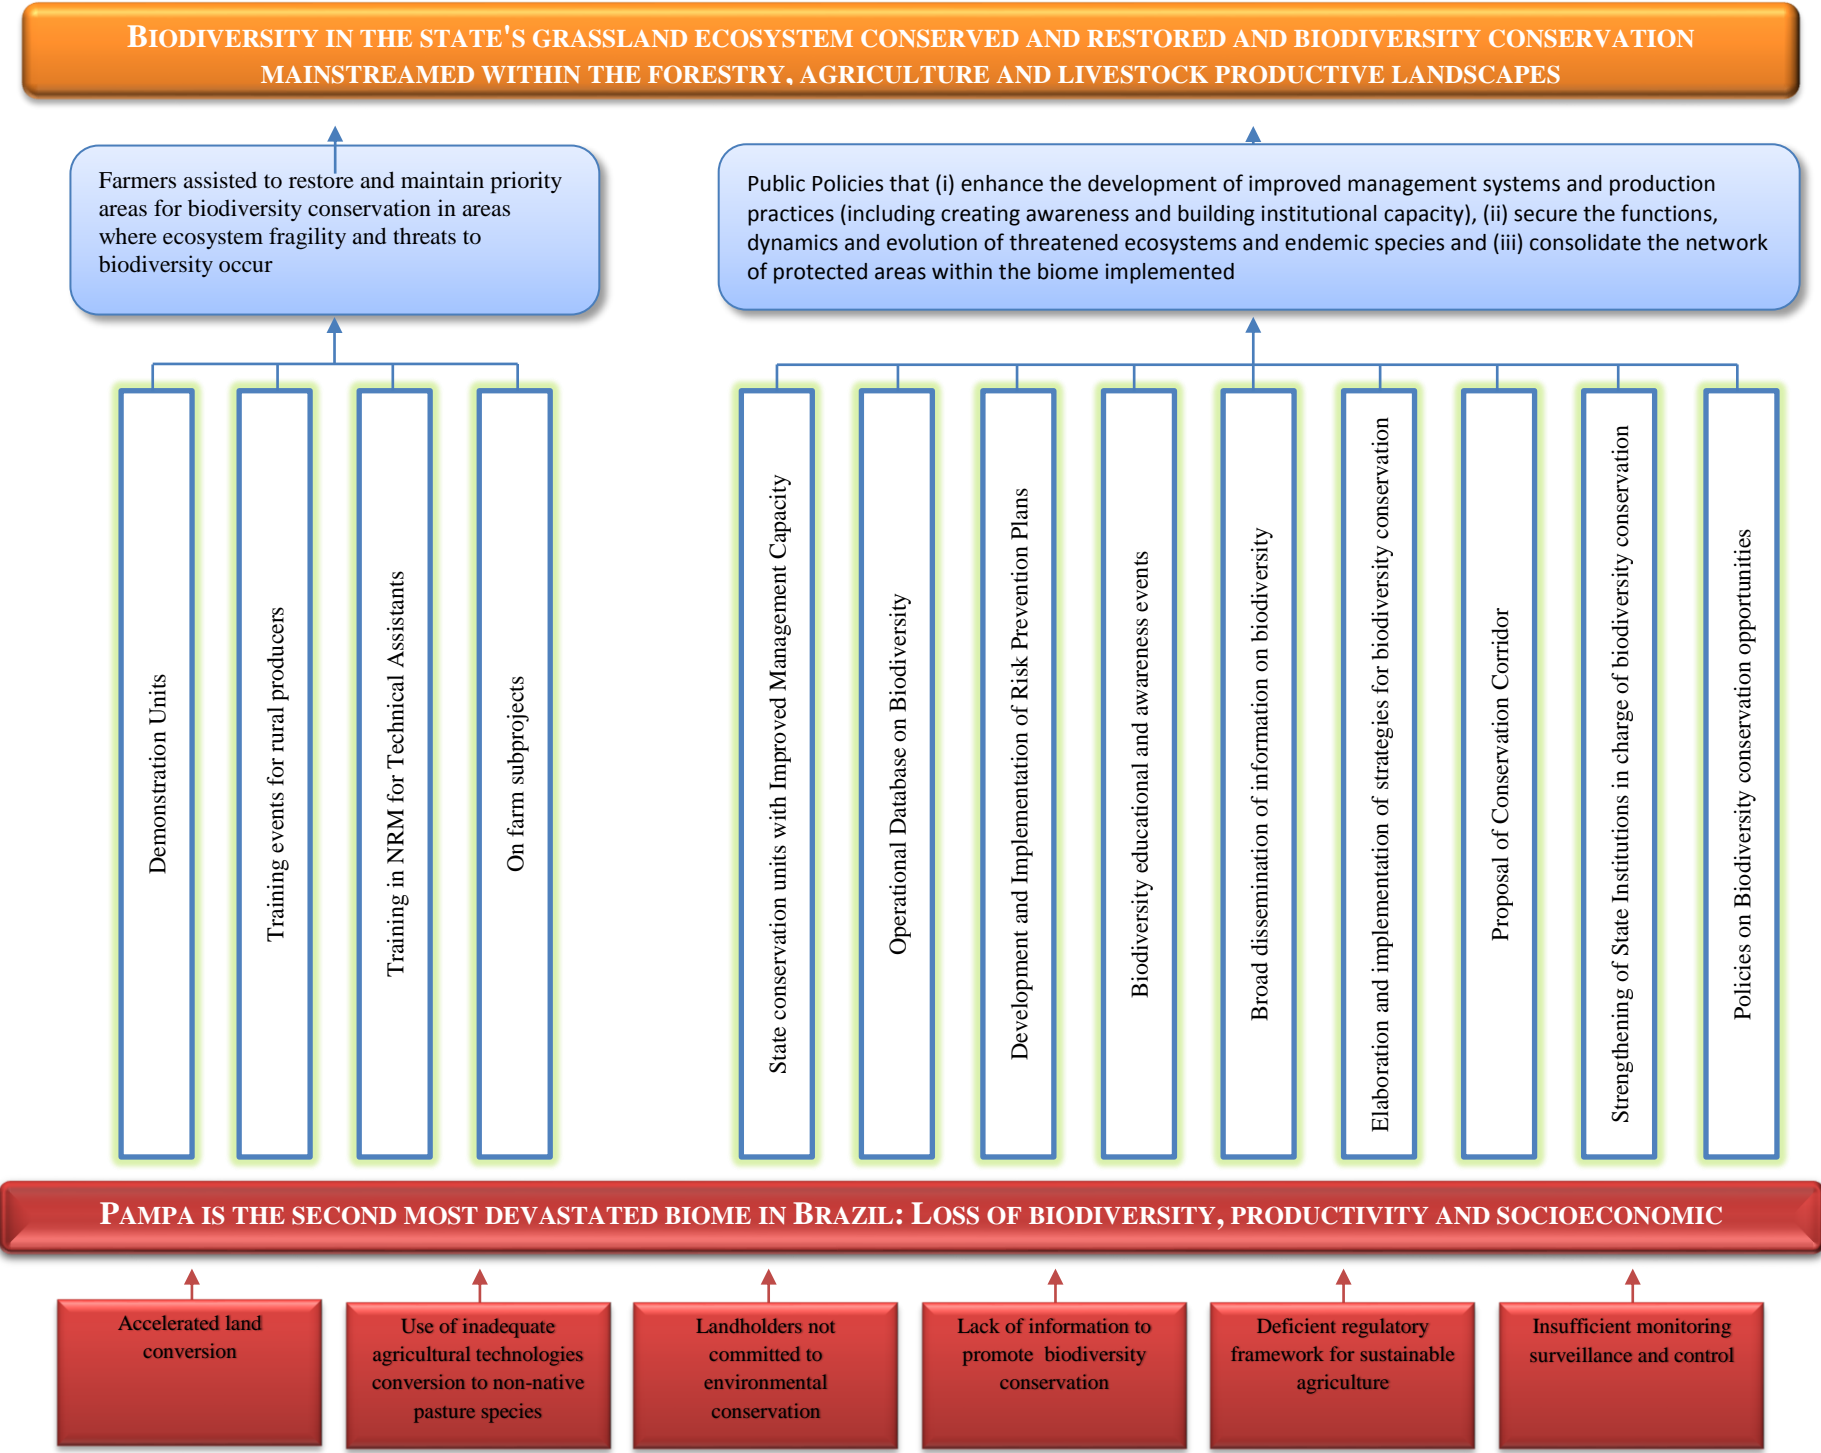 BIODIVERSITY IN THE STATE'S GRASSLAND ECOSYSTEM CONSERVED AND RESTORED AND BIODIVERSITY CONSERVATION
MAINSTREAMED WITHIN THE FORESTRY, AGRICULTURE AND LIVESTOCK PRODUCTIVE LANDSCAPES
Farmers assisted to restore and maintain priority
areas for biodiversity conservation in areas
where ecosystem fragility and threats to
biodiversity occur
Public Policies that (i) enhance the development of improved management systems and production
practices (including creating awareness and building institutional capacity), (ii) secure the functions,
dynamics and evolution of threatened ecosystems and endemic species and (iii) consolidate the network
of protected areas within the biome implemented
Demonstration Units
Training events for rural producers
Training in NRM for Technical Assistants
On farm subprojects
State conservation units with Improved Management Capacity
Operational Database on Biodiversity
Development and Implementation of Risk Prevention Plans
Biodiversity educational and awareness events
Broad dissemination of information on biodiversity
Elaboration and implementation of strategies for biodiversity conservation
Proposal of Conservation Corridor
Strengthening of State Institutions in charge of biodiversity conservation
Policies on Biodiversity conservation opportunities
PAMPA IS THE SECOND MOST DEVASTATED BIOME IN BRAZIL: LOSS OF BIODIVERSITY, PRODUCTIVITY AND SOCIOECONOMIC
Accelerated land
conversion
Use of inadequate
agricultural technologies
conversion to non-native
pasture species
Landholders not
committed to
environmental
conservation
Lack of information to
promote biodiversity
conservation
Deficient regulatory
framework for sustainable
agriculture
Insufficient monitoring
surveillance and control